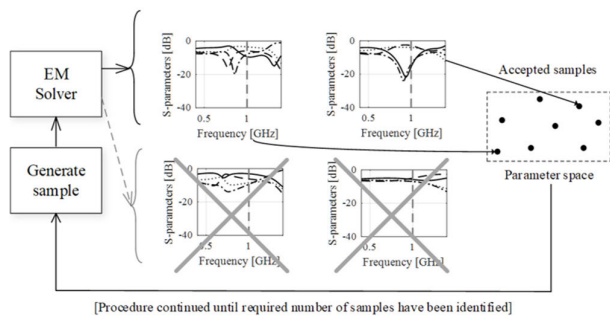 EM
Solver
Generate
sample
S-parameters [dB]
0
-20
-40
0.5
1
Frequency [GHz]
S-parameters [dB]
0
-20
-40
0.5
1
Frequency [GHz]
Accepted samples
Parameter space
S-parameters [dB]
0
-20
-40
0.5
1
Frequency [GHz]
S-parameters [dB]
0
-20
-40
0.5
1
Frequency [GHz]
[Procedure continued until required number of samples have been identified]